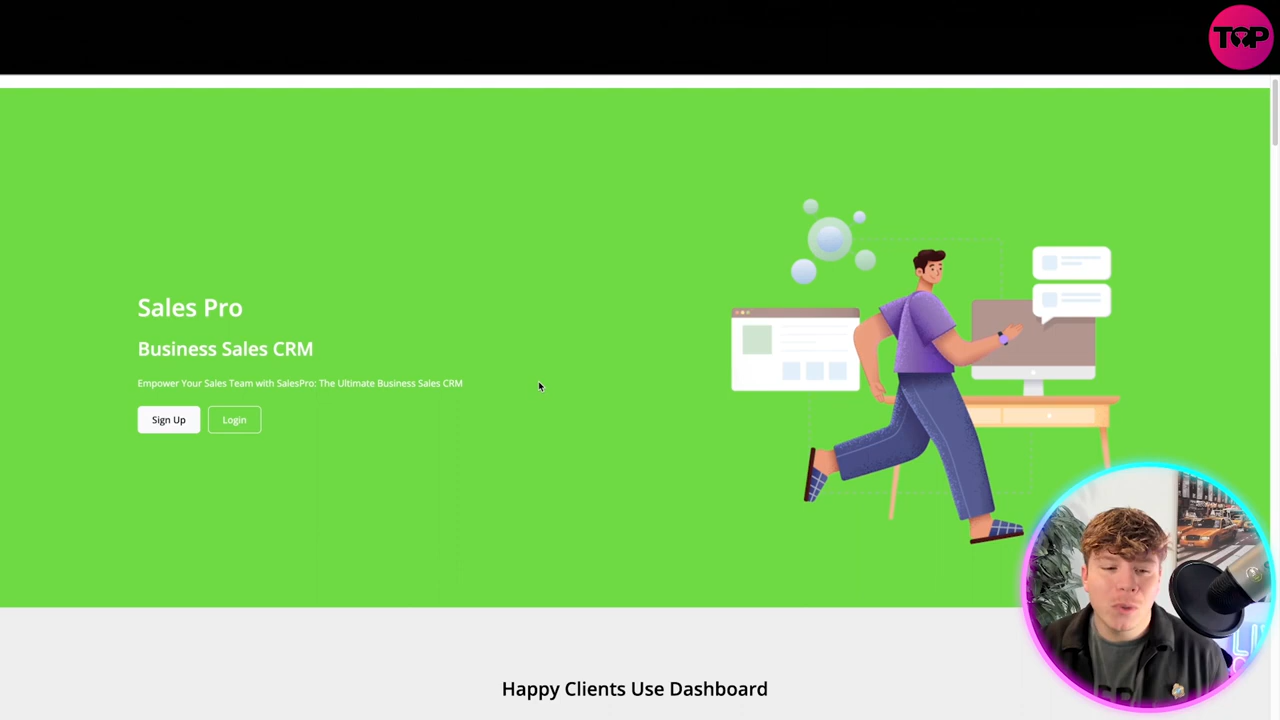 TOP
Sales Pro
Business Sales CRM
Empower Your Sales Team with SalesPro: The Ultimate Business Sales CRM
Sign Up
Login
Happy Clients Use Dashboard